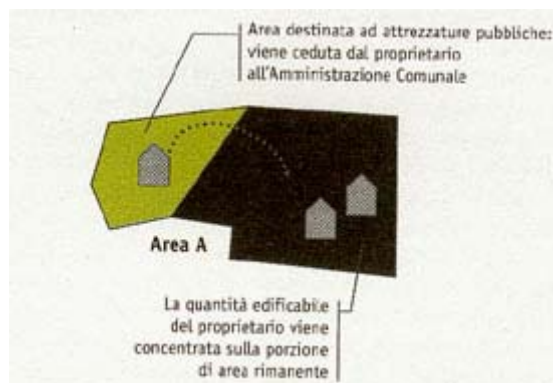 Area destinata ad attrezzature pubbliche:
viene ceduta dal proprietario
all'Amministrazione Comunale
Area A
La quantità edificabile
del proprietario viene
concentrata sulla porzione
di area rimanente